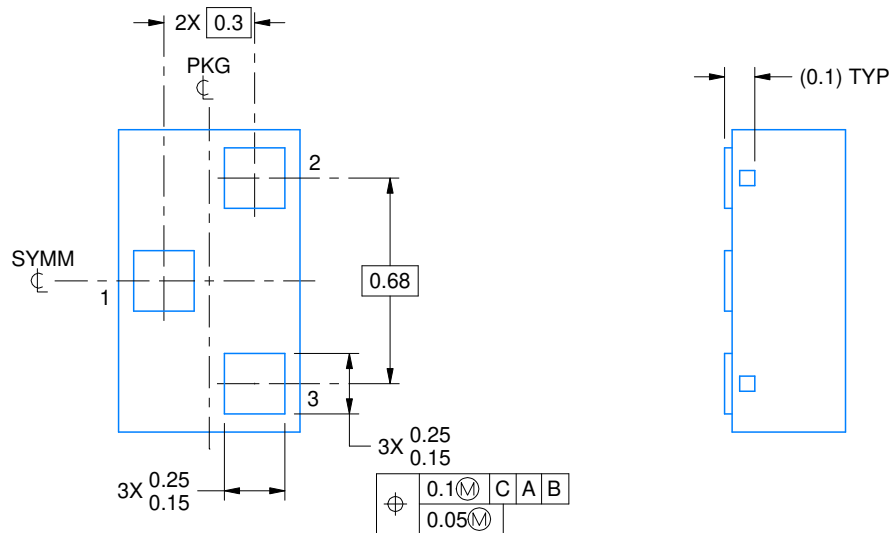 2X 0.3
PKG
℄
(0.1) TYP
2
SYMM
℄
1
0.68
3
3X 0.25
0.15
3X 0.25
0.15
⌖ 0.1Ⓜ C A B
0.05Ⓜ